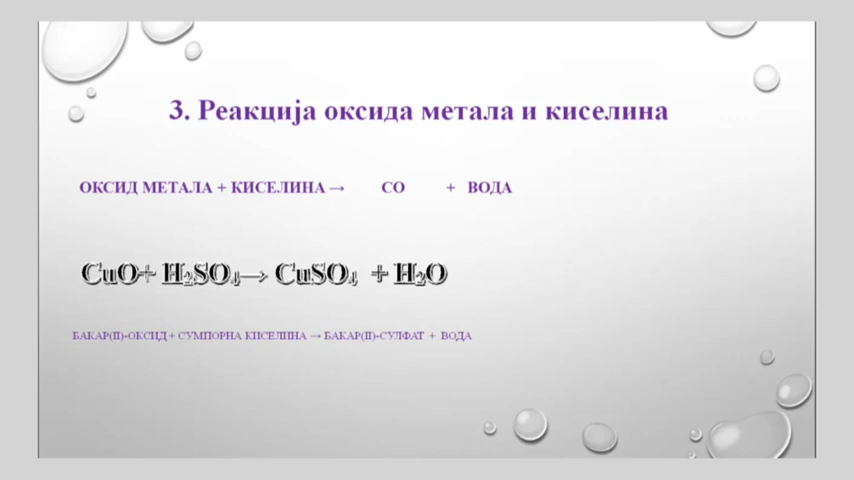 3. Реакција оксида метала и киселина
ОКСИД МЕТАЛА + КИСЕЛИНА → СО + ВОДА
CuO+ H₂SO₄→ CuSO₄ + H₂O
БАКАР(II)-ОКСИД + СУМПОРНА КИСЕЛИНА → БАКАР(II)-СУЛФАТ + ВОДА